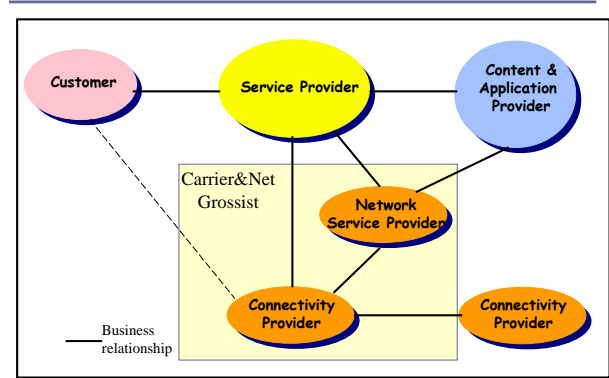 Customer
Service Provider
Content &
Application
Provider
Carrier&Net
Grossist
Network
Service Provider
Connectivity
Provider
Connectivity
Provider
Business
relationship